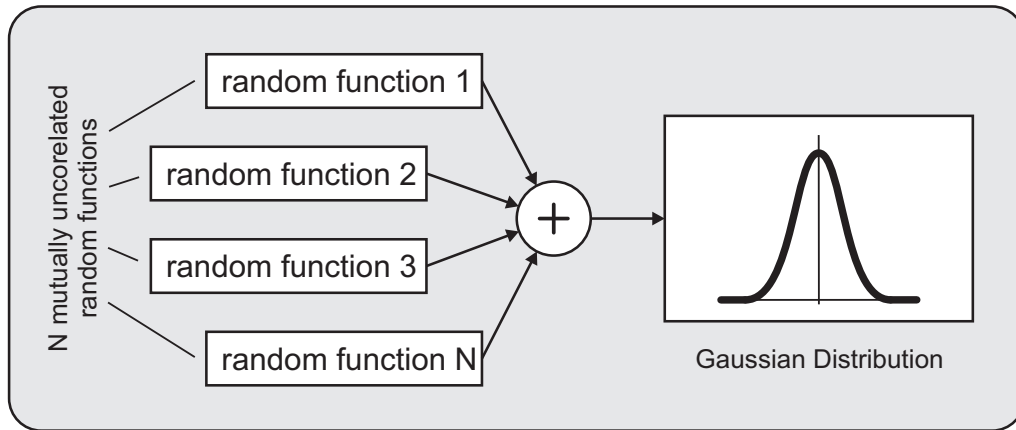 N mutually uncorelated
random functions
random function 1
random function 2
random function 3
random function N
+
Gaussian Distribution